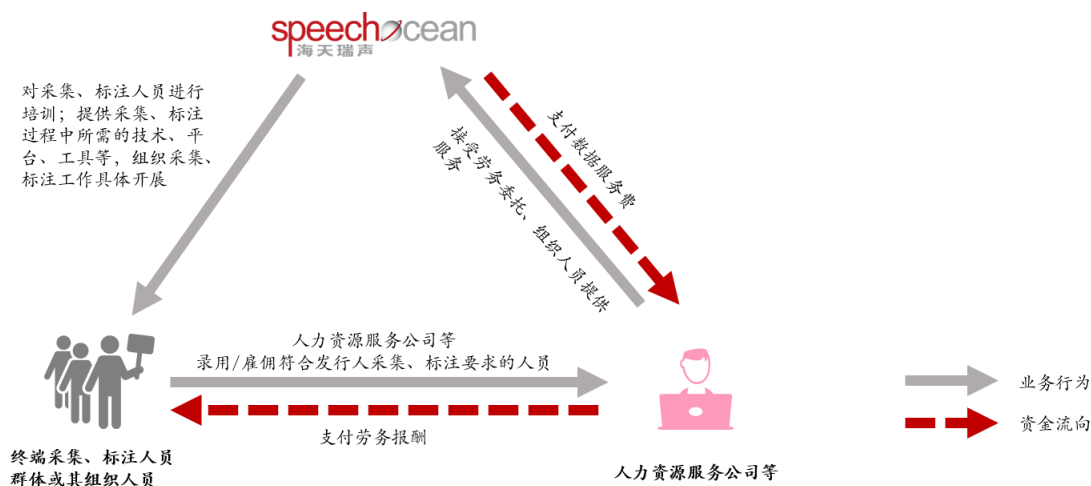 speechocean
海天瑞声
对采集、标注人员进行
培训；提供采集、标注
过程中所需的技术、平
台、工具等，组织采集、
标注工作具体开展
支付数据服务费
接受劳务委托、组织人员提供
服务
人力资源服务公司等
录用/雇佣符合发行人采集、标注要求的人员
支付劳务报酬
终端采集、标注人员
群体或其组织人员
人力资源服务公司等
业务行为
资金流向